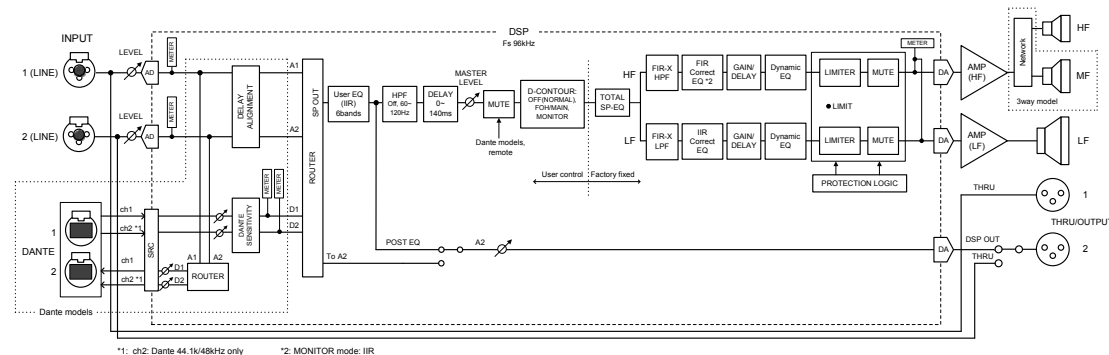 DSP
Fs 96kHz
INPUT
LEVEL
METER
1 (LINE)
AD
A1
2 (LINE)
LEVEL
METER
AD
A2
DELAY
ALIGNMENT
SP OUT
ROUTER
User EQ
(IIR)
6bands
HPF
Off, 60~
120Hz
DELAY
0~
140ms
MASTER
LEVEL
MUTE
Dante models,
remote
D-CONTOUR:
OFF(NORMAL),
FOH/MAIN,
MONITOR
User control
Factory fixed
TOTAL
SP-EQ
HF
FIR-X
HPF
FIR
Correct
EQ *2
GAIN/
DELAY
Dynamic
EQ
LIMITER
MUTE
METER
LIMIT
LF
FIR-X
LPF
IIR
Correct
EQ
GAIN/
DELAY
Dynamic
EQ
LIMITER
MUTE
PROTECTION LOGIC
DA
AMP
(HF)
Network
HF
MF
3way model
DA
AMP
(LF)
LF
DANTE
1
2
ch1
ch2 *1
ch1
ch2 *1
SRC
DANTE
SENSITIVITY
METER
METER
D1
D2
A1
A2
D1
D2
ROUTER
Dante models
To A2
POST EQ
A2
DA
DSP OUT
THRU
THRU
1
THRU/OUTPUT
2
*1: ch2: Dante 44.1k/48kHz only
*2: MONITOR mode: IIR